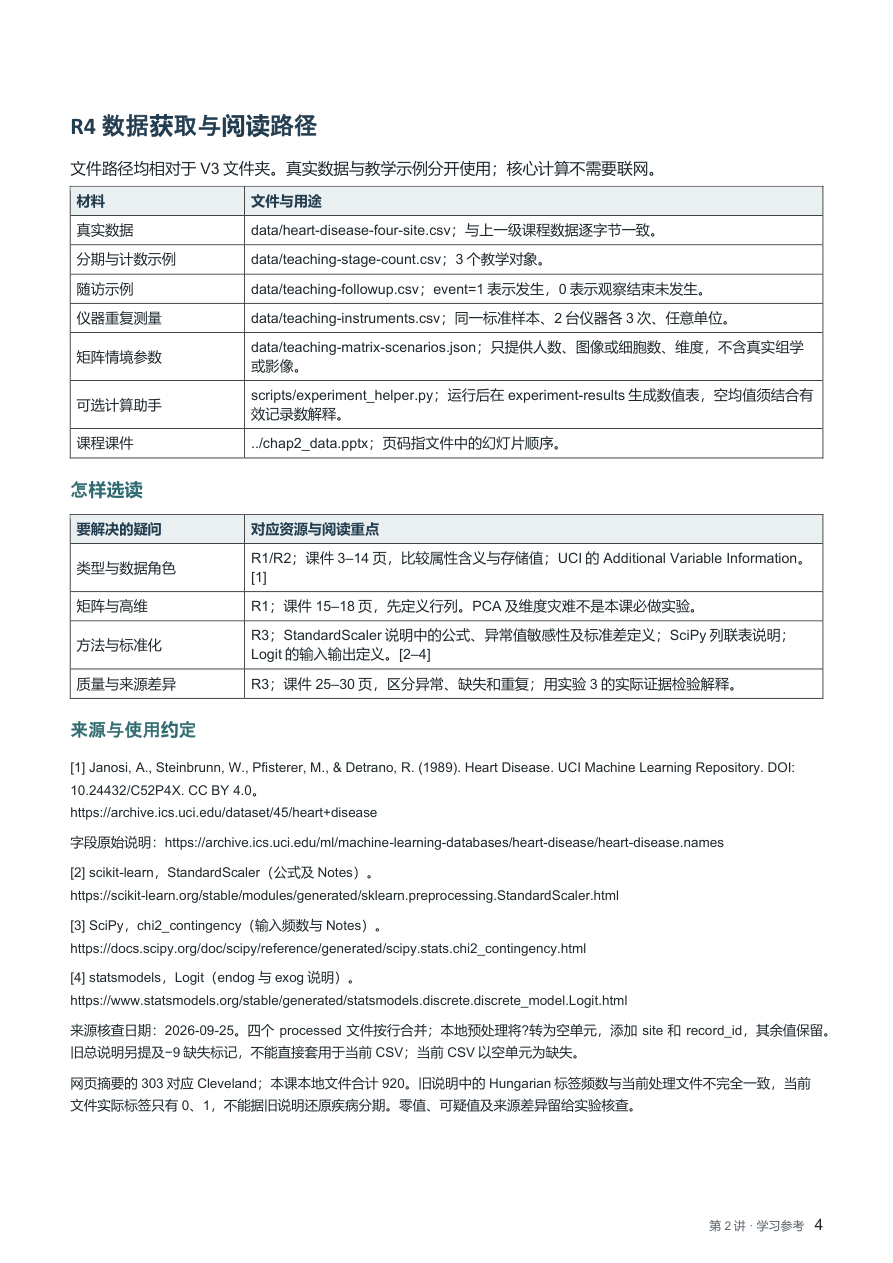 R4 数据获取与阅读路径
文件路径均相对于 V3 文件夹。真实数据与教学示例分开使用；核心计算不需要联网。
材料 文件与用途
真实数据 data/heart-disease-four-site.csv；与上一级课程数据逐字节一致。
分期与计数示例 data/teaching-stage-count.csv；3 个教学对象。
随访示例 data/teaching-followup.csv；event=1 表示发生，0 表示观察结束未发生。
仪器重复测量 data/teaching-instruments.csv；同一标准样本、2 台仪器各 3 次、任意单位。
矩阵情境参数 data/teaching-matrix-scenarios.json；只提供人数、图像或细胞数、维度，不含真实组学
或影像。
可选计算助手 scripts/experiment_helper.py；运行后在 experiment-results 生成数值表，空均值须结合有
效记录数解释。
课程课件 ../chap2_data.pptx；页码指文件中的幻灯片顺序。
怎样选读
要解决的疑问 对应资源与阅读重点
类型与数据角色 R1/R2；课件 3–14 页，比较属性含义与存储值；UCI 的 Additional Variable Information。
[1]
矩阵与高维 R1；课件 15–18 页，先定义行列。PCA 及维度灾难不是本课必做实验。
方法与标准化 R3；StandardScaler 说明中的公式、异常值敏感性及标准差定义；SciPy 列联表说明；
Logit 的输入输出定义。[2–4]
质量与来源差异 R3；课件 25–30 页，区分异常、缺失和重复；用实验 3 的实际证据检验解释。
来源与使用约定
[1] Janosi, A., Steinbrunn, W., Pfisterer, M., & Detrano, R. (1989). Heart Disease. UCI Machine Learning Repository. DOI:
10.24432/C52P4X. CC BY 4.0。
https://archive.ics.uci.edu/dataset/45/heart+disease
字段原始说明：https://archive.ics.uci.edu/ml/machine-learning-databases/heart-disease/heart-disease.names
[2] scikit-learn，StandardScaler（公式及 Notes）。
https://scikit-learn.org/stable/modules/generated/sklearn.preprocessing.StandardScaler.html
[3] SciPy，chi2_contingency（输入频数与 Notes）。
https://docs.scipy.org/doc/scipy/reference/generated/scipy.stats.chi2_contingency.html
[4] statsmodels，Logit（endog 与 exog 说明）。
https://www.statsmodels.org/stable/generated/statsmodels.discrete.discrete_model.Logit.html
来源核查日期：2026-09-25。四个 processed 文件按行合并；本地预处理将?转为空单元，添加 site 和 record_id，其余值保留。
旧总说明另提及−9 缺失标记，不能直接套用于当前 CSV；当前 CSV 以空单元为缺失。
网页摘要的 303 对应 Cleveland；本课本地文件合计 920。旧说明中的 Hungarian 标签频数与当前处理文件不完全一致，当前
文件实际标签只有 0、1，不能据旧说明还原疾病分期。零值、可疑值及来源差异留给实验核查。
第 2 讲 · 学习参考 4